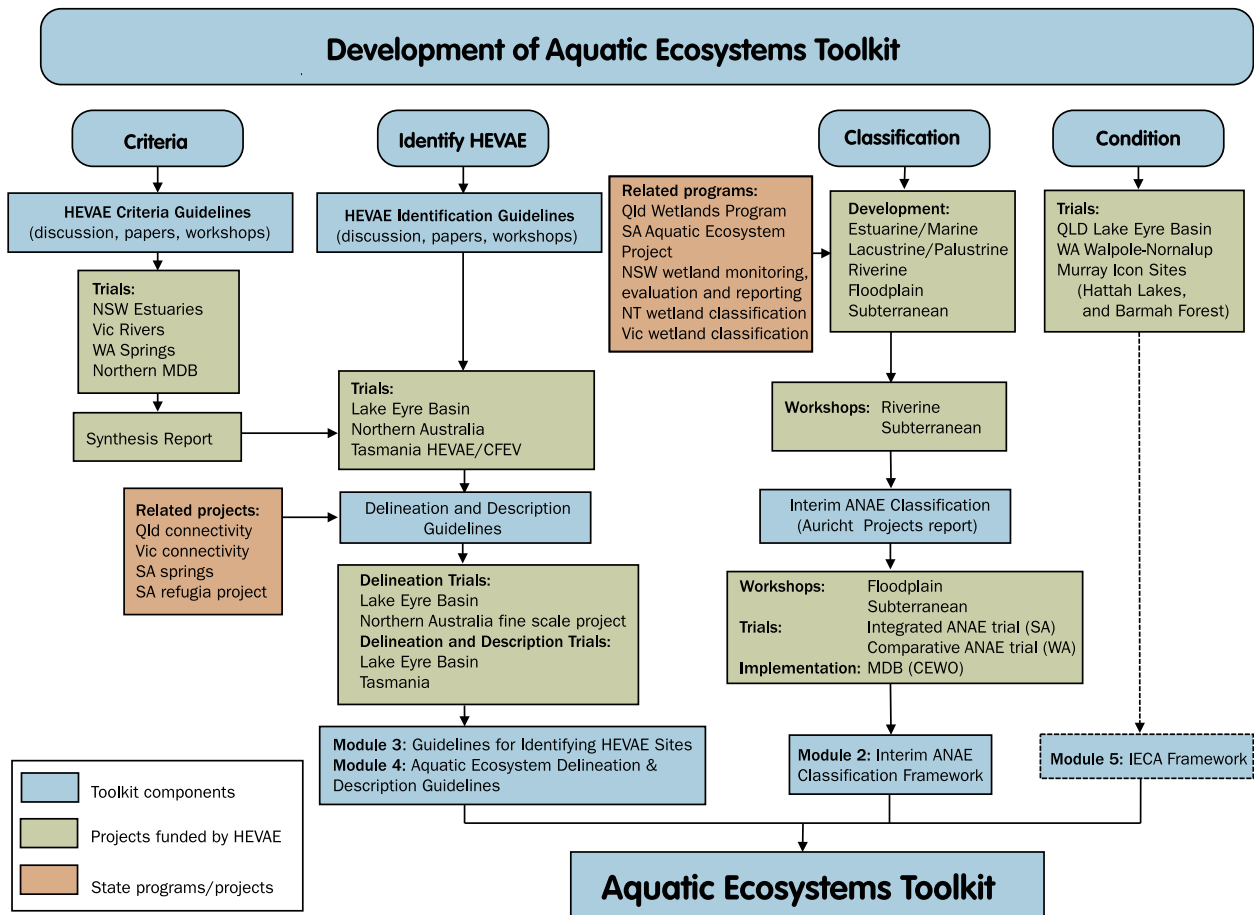 Development of Aquatic Ecosystems Toolkit
Criteria
HEVAE Criteria Guidelines
(discussion, papers, workshops)
Trials:
NSW Estuaries
Vic Rivers
WA Springs
Northern MDB
Synthesis Report
Identify HEVAE
HEVAE Identification Guidelines
(discussion, papers, workshops)
Trials:
Lake Eyre Basin
Northern Australia
Tasmania HEVAE/CFEV
Related projects:
Qld connectivity
Vic connectivity
SA springs
SA refugia project
Delineation and Description
Guidelines
Delineation Trials:
Lake Eyre Basin
Northern Australia fine scale project
Delineation and Description Trials:
Lake Eyre Basin
Tasmania
Module 3: Guidelines for Identifying HEVAE Sites
Module 4: Aquatic Ecosystem Delineation &
Description Guidelines
Classification
Related programs:
Qld Wetlands Program
SA Aquatic Ecosystem
Project
NSW wetland monitoring,
evaluation and reporting
NT wetland classification
Vic wetland classification
Development:
Estuarine/Marine
Lacustrine/Palustrine
Riverine
Floodplain
Subterranean
Workshops: Riverine
Subterranean
Interim ANAE Classification
(Auricht Projects report)
Workshops: Floodplain
Subterranean
Trials: Integrated ANAE trial (SA)
Comparative ANAE trial (WA)
Implementation: MDB (CEWO)
Module 2: Interim ANAE
Classification Framework
Condition
Trials:
QLD Lake Eyre Basin
WA Walpole-Nornalup
Murray Icon Sites
(Hattah Lakes,
and Barmah Forest)
Module 5: IECA Framework
Toolkit components
Projects funded by HEVAE
State programs/projects
Aquatic Ecosystems Toolkit